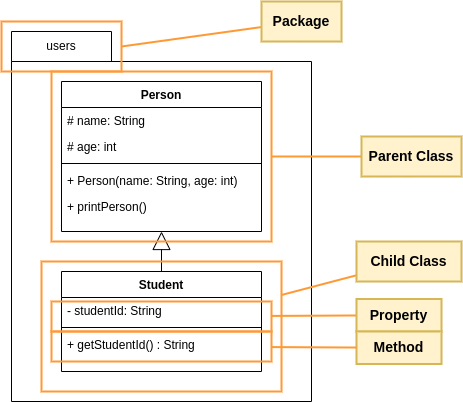 Package
users
Person
# name: String
# age: int
+ Person(name: String, age: int)
+ printPerson()
Parent Class
Child Class
Student
- studentId: String
Property
+ getStudentId() : String
Method